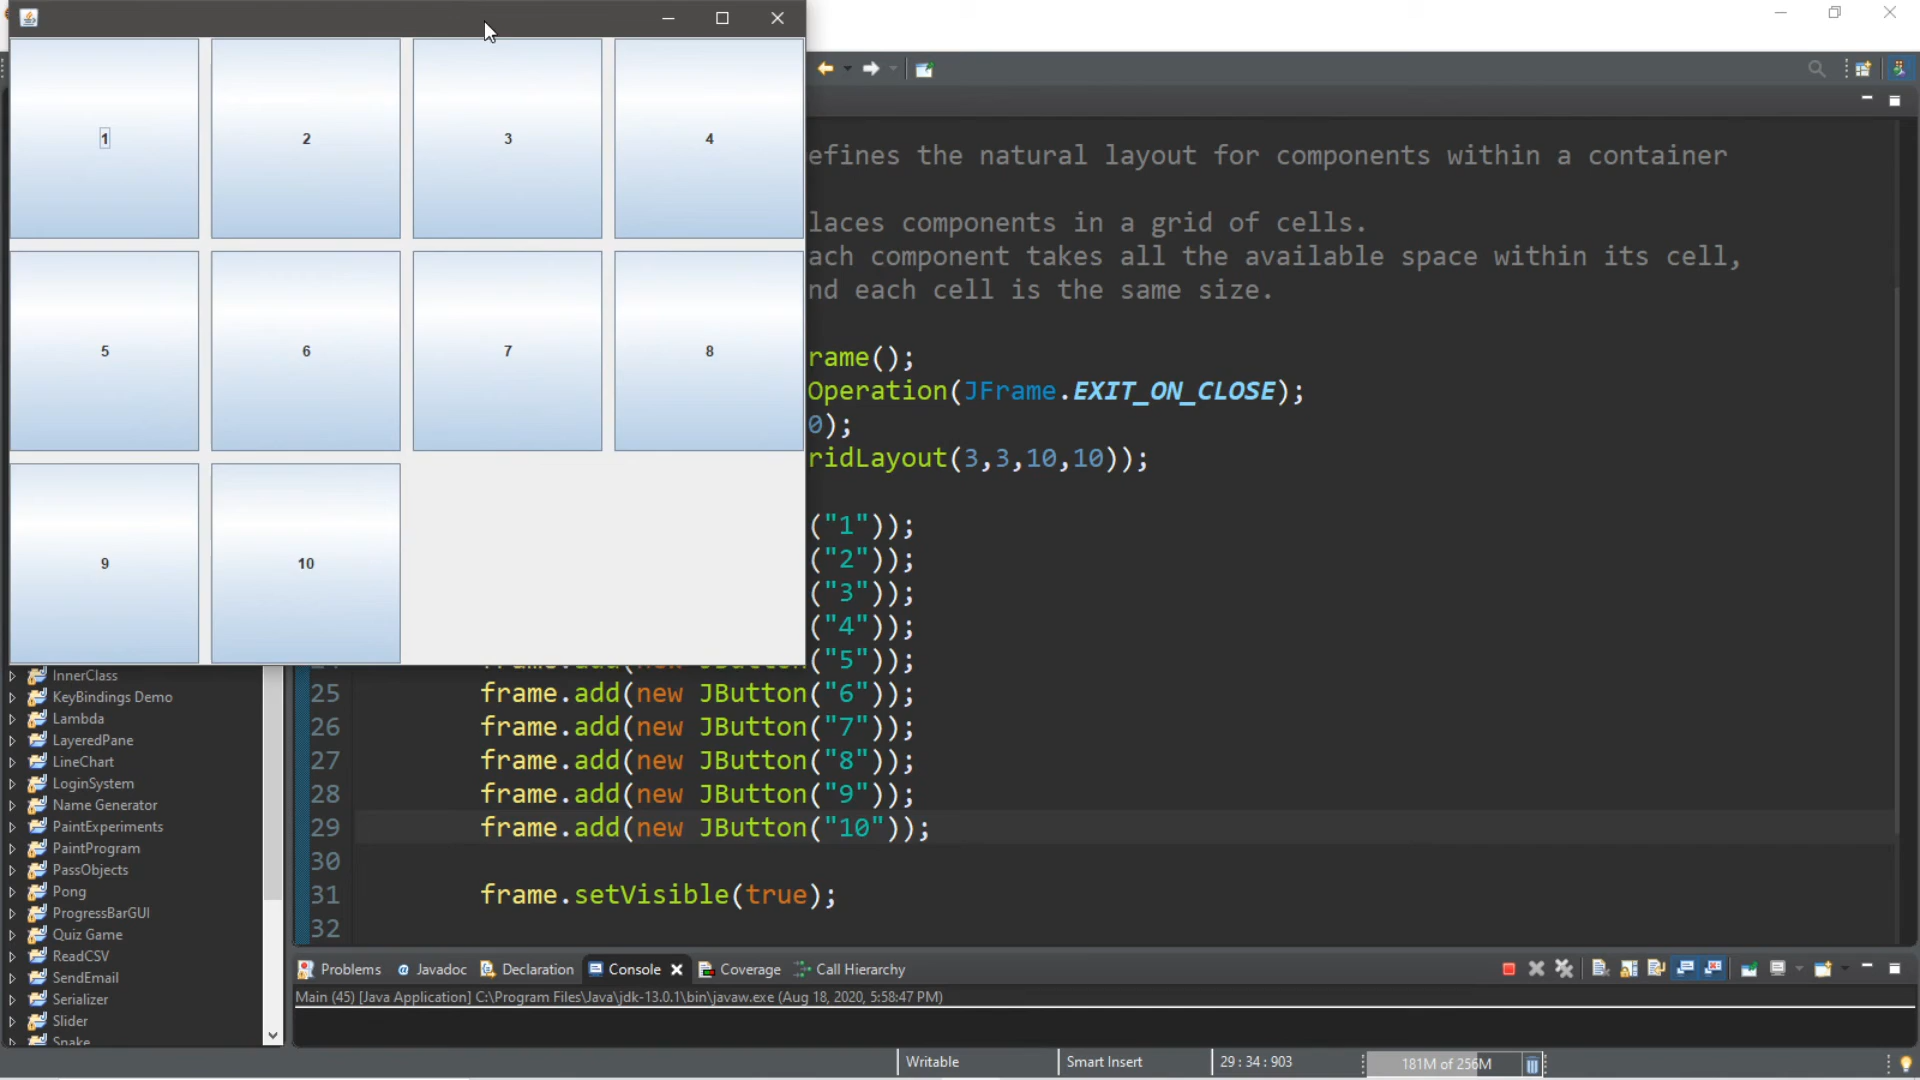 1
2
3
4
5
6
7
8
9
10
efines the natural layout for components within a container
laces components in a grid of cells.
ach component takes all the available space within its cell,
nd each cell is the same size.
rame();
Operation(JFrame.EXIT_ON_CLOSE);
0);
ridLayout(3,3,10,10));
("1"));
("2"));
("3"));
("4"));
("5"));
25 frame.add(new JButton("6"));
26 frame.add(new JButton("7"));
27 frame.add(new JButton("8"));
28 frame.add(new JButton("9"));
29 frame.add(new JButton("10"));
30
31 frame.setVisible(true);
32
InnerClass
KeyBindings Demo
Lambda
LayeredPane
LineChart
LoginSystem
Name Generator
PaintExperiments
PaintProgram
PassObjects
Pong
ProgressBarGUI
Quiz Game
ReadCSV
SendEmail
Serializer
Slider
Snake
Problems @ Javadoc Declaration Console Coverage Call Hierarchy
Main (45) [Java Application] C:\Program Files\Java\jdk-13.0.1\bin\javaw.exe (Aug 18, 2020, 5:58:47 PM)
Writable Smart Insert 29 : 34 : 903 181M of 256M